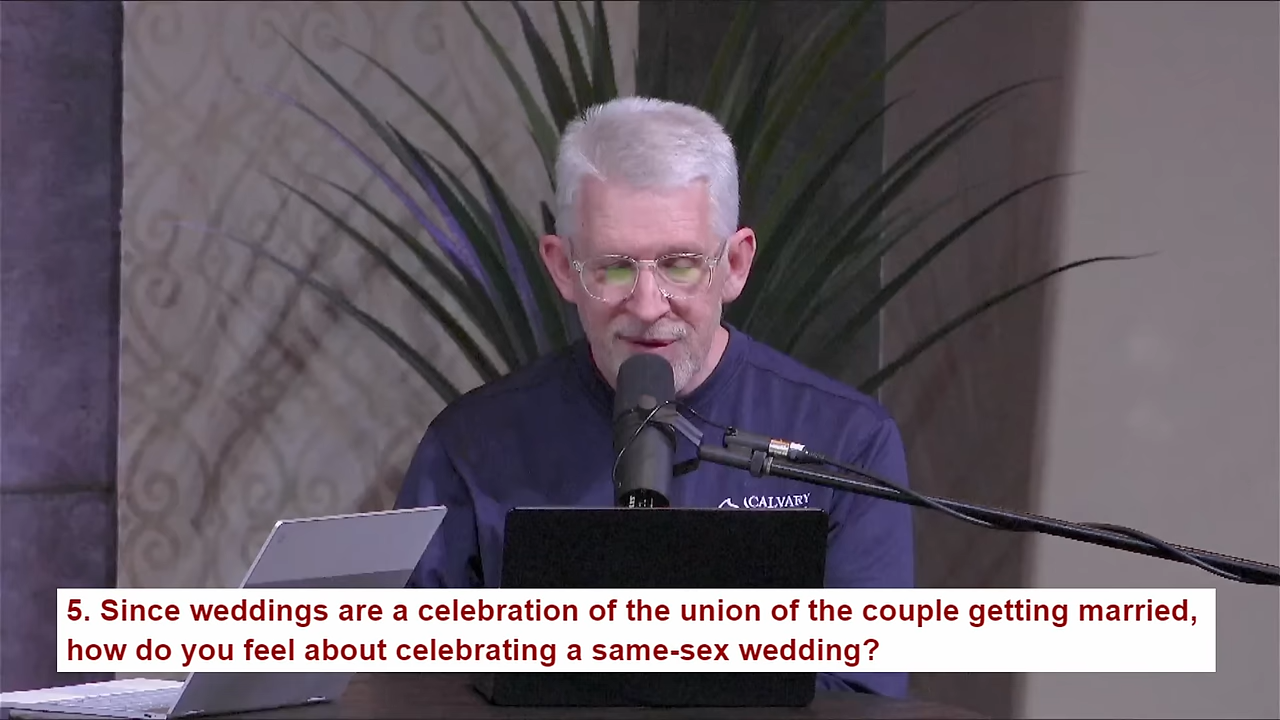 CALVARY
5. Since weddings are a celebration of the union of the couple getting married,
how do you feel about celebrating a same-sex wedding?